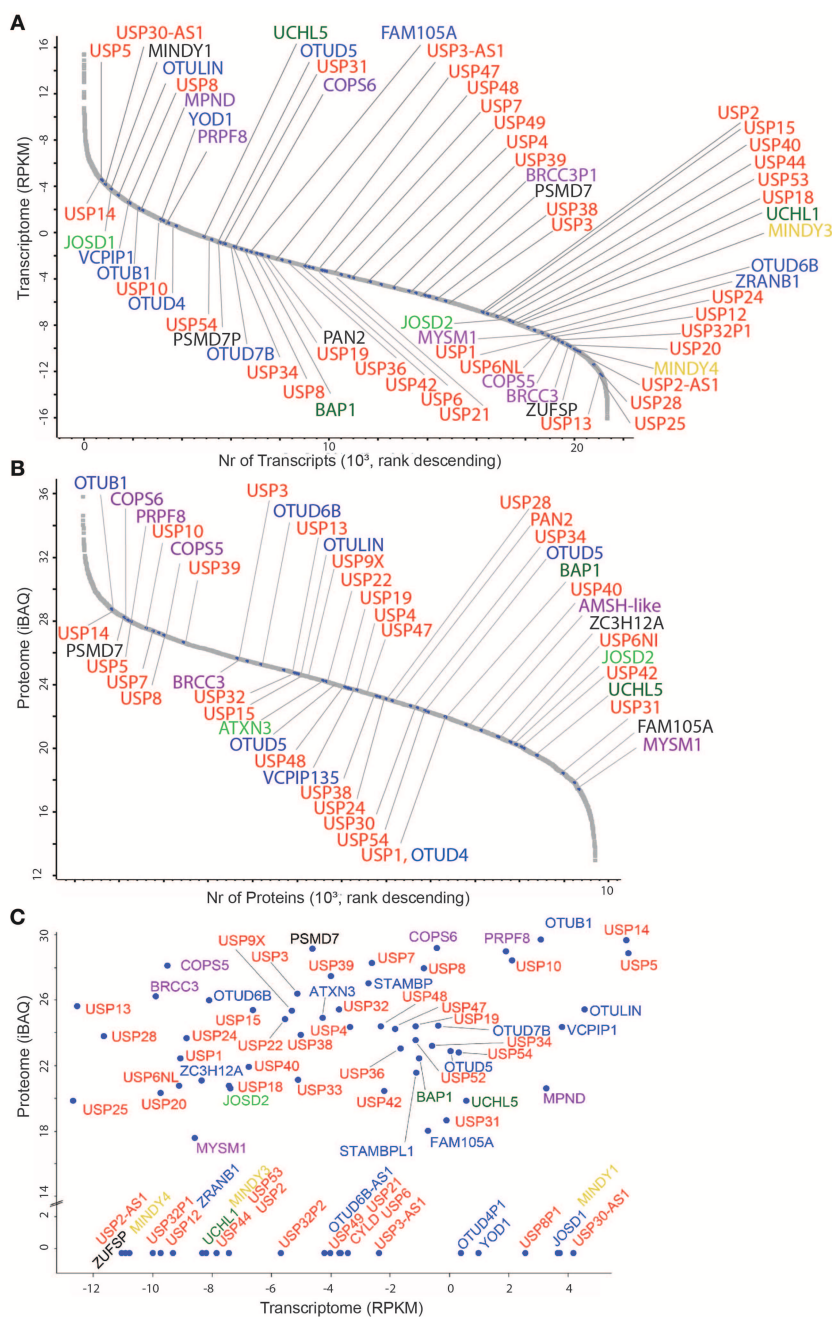 A
Transcriptome (RPKM)
16
12
8
4
0
-4
-8
-12
-16
USP30-AS1
USP5
MINDY1
OTULIN
USP8
MPND
YOD1
PRPF8
UCHL5
OTUD5
USP31
COPS6
FAM105A
USP3-AS1
USP47
USP48
USP7
USP49
USP4
USP39
BRCC3P1
PSMD7
USP38
USP3
USP2
USP15
USP40
USP44
USP53
USP18
UCHL1
MINDY3
OTUD6B
ZRANB1
USP24
USP12
USP32P1
USP20
MINDY4
USP2-AS1
USP28
USP25
USP14
JOSD1
VCPIP1
OTUB1
USP10
OTUD4
USP54
PSMD7P
OTUD7B
USP34
USP8
BAP1
PAN2
USP19
USP36
USP42
USP6
USP21
JOSD2
MYSM1
USP1
USP6NL
COPS5
BRCC3
ZUFSP
USP13
0 10 20
Nr of Transcripts (10³, rank descending)
B
Proteome (iBAQ)
36
32
28
24
20
16
12
OTUB1
COPS6
PRPF8
USP10
COPS5
USP39
USP3
OTUD6B
USP13
OTULIN
USP9X
USP22
USP19
USP4
USP47
USP28
PAN2
USP34
OTUD5
BAP1
USP40
AMSH-like
ZC3H12A
USP6NI
JOSD2
USP42
UCHL5
USP31
FAM105A
MYSM1
USP14
PSMD7
USP5
USP7
USP8
BRCC3
USP32
USP15
ATXN3
OTUD5
USP48
VCPIP135
USP38
USP24
USP30
USP54
USP1, OTUD4
10
Nr of Proteins (10³, rank descending)
C
Proteome (iBAQ)
30
26
22
18
14
2
0
USP9X
USP3
PSMD7
COPS6
PRPF8
OTUB1
USP14
COPS5
USP39
USP7
USP8
USP10
USP5
BRCC3
OTUD6B
ATXN3
STAMBP
USP13
USP15
USP32
USP48
USP47
USP19
OTULIN
USP28
USP24
USP22
USP4
USP38
OTUD7B
VCPIP1
USP34
USP54
USP1
ZC3H12A
USP40
USP36
OTUD5
USP52
USP6NL
USP18
USP33
BAP1
MPND
USP25
USP20
JOSD2
USP42
UCHL5
USP31
MYSM1
STAMBPL1
FAM105A
USP2-AS1
ZUFSP
MINDY4
USP32P1
USP12
ZRANB1
UCHL1
MINDY3
USP44
USP53
USP2
USP32P2
OTUD6B-AS1
USP49
USP21
CYLD
USP6
USP3-AS1
OTUD4P1
YOD1
USP8P1
JOSD1
MINDY1
USP30-AS1
-12 -10 -8 -6 -4 -2 0 2 4
Transcriptome (RPKM)